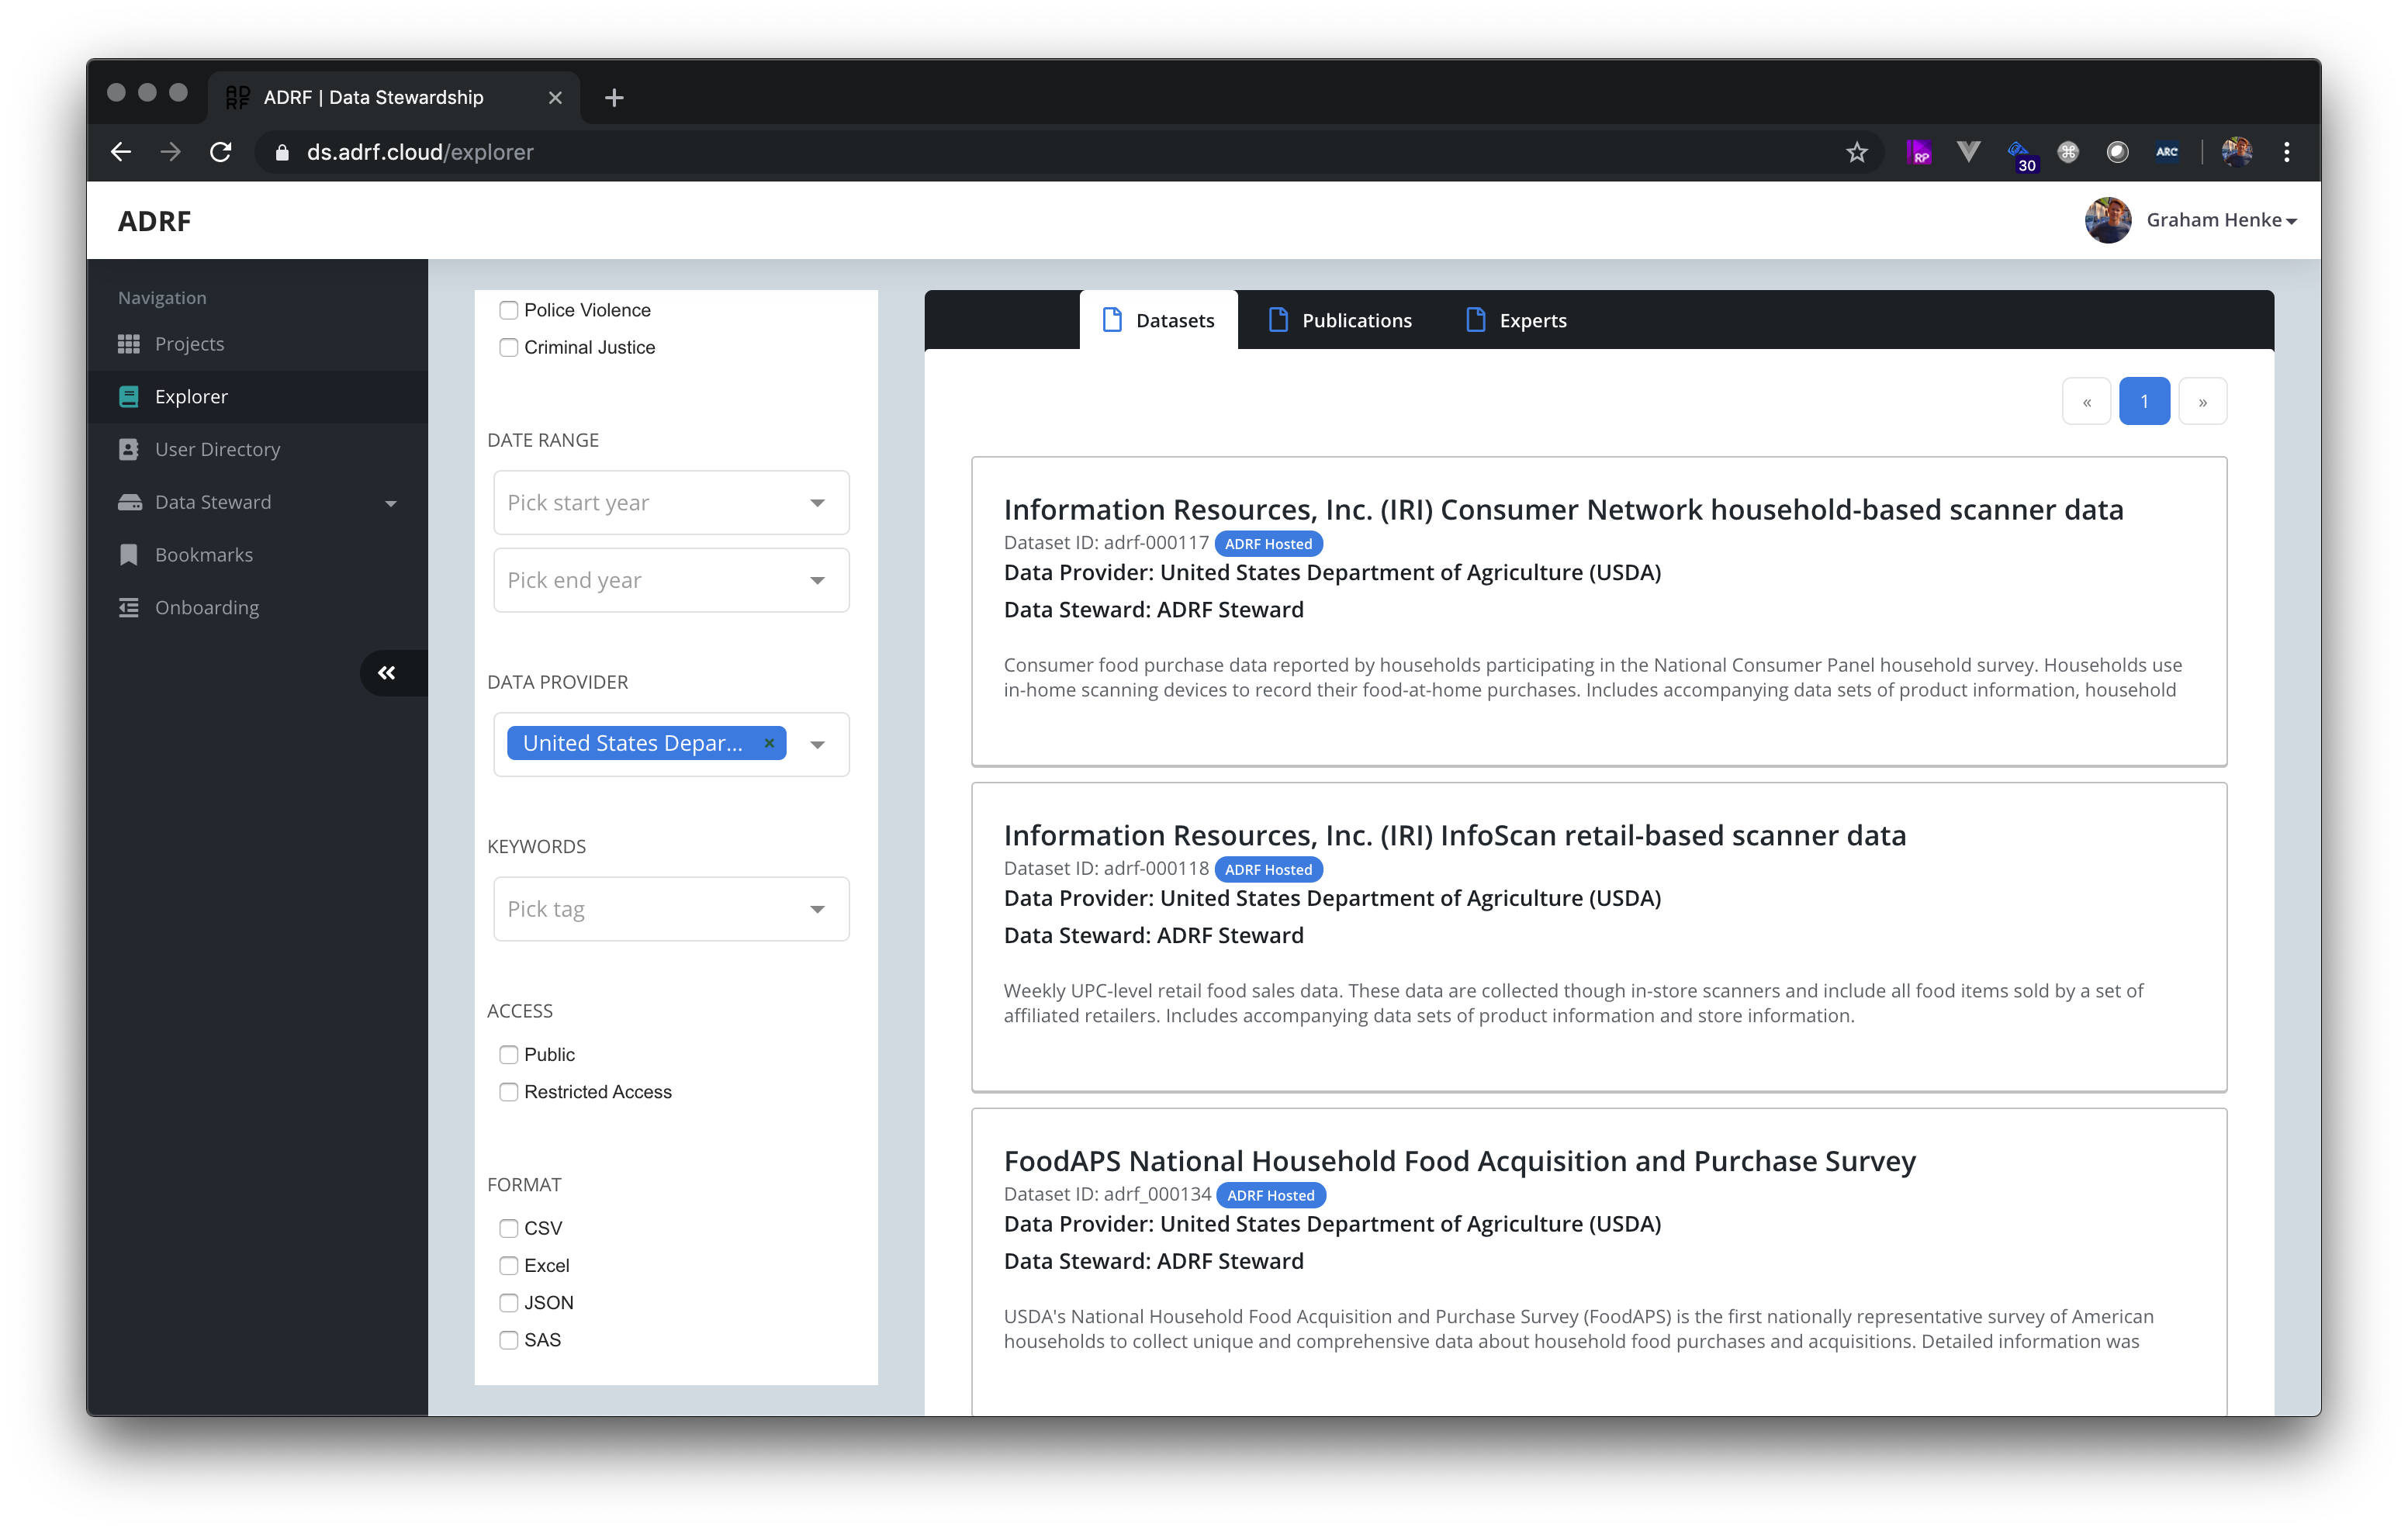 ADRF | Data Stewardship
ds.adrf.cloud/explorer
RP
30
ARC
ADRF
Graham Henke
Navigation
Projects
Explorer
User Directory
Data Steward
Bookmarks
Onboarding
Police Violence
Criminal Justice
DATE RANGE
Pick start year
Pick end year
DATA PROVIDER
United States Depar...
KEYWORDS
Pick tag
ACCESS
Public
Restricted Access
FORMAT
CSV
Excel
JSON
SAS
Datasets
Publications
Experts
« 1 »
Information Resources, Inc. (IRI) Consumer Network household-based scanner data
Dataset ID: adrf-000117 ADRF Hosted
Data Provider: United States Department of Agriculture (USDA)
Data Steward: ADRF Steward
Consumer food purchase data reported by households participating in the National Consumer Panel household survey. Households use
in-home scanning devices to record their food-at-home purchases. Includes accompanying data sets of product information, household
Information Resources, Inc. (IRI) InfoScan retail-based scanner data
Dataset ID: adrf-000118 ADRF Hosted
Data Provider: United States Department of Agriculture (USDA)
Data Steward: ADRF Steward
Weekly UPC-level retail food sales data. These data are collected though in-store scanners and include all food items sold by a set of
affiliated retailers. Includes accompanying data sets of product information and store information.
FoodAPS National Household Food Acquisition and Purchase Survey
Dataset ID: adrf_000134 ADRF Hosted
Data Provider: United States Department of Agriculture (USDA)
Data Steward: ADRF Steward
USDA's National Household Food Acquisition and Purchase Survey (FoodAPS) is the first nationally representative survey of American
households to collect unique and comprehensive data about household food purchases and acquisitions. Detailed information was